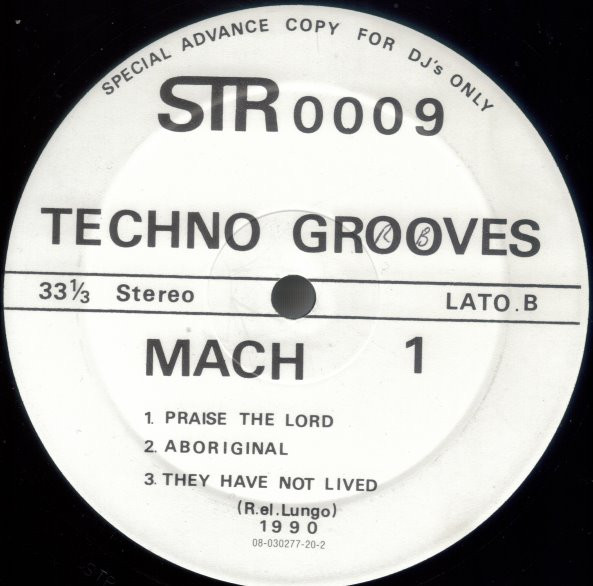 SPECIAL ADVANCE COPY FOR DJ's ONLY
STR 0009
TECHNO GROOVES
R B
33⅓ Stereo
LATO.B
MACH 1
1. PRAISE THE LORD
2. ABORIGINAL
3. THEY HAVE NOT LIVED
(R.el.Lungo)
1990
08-030277-20-2